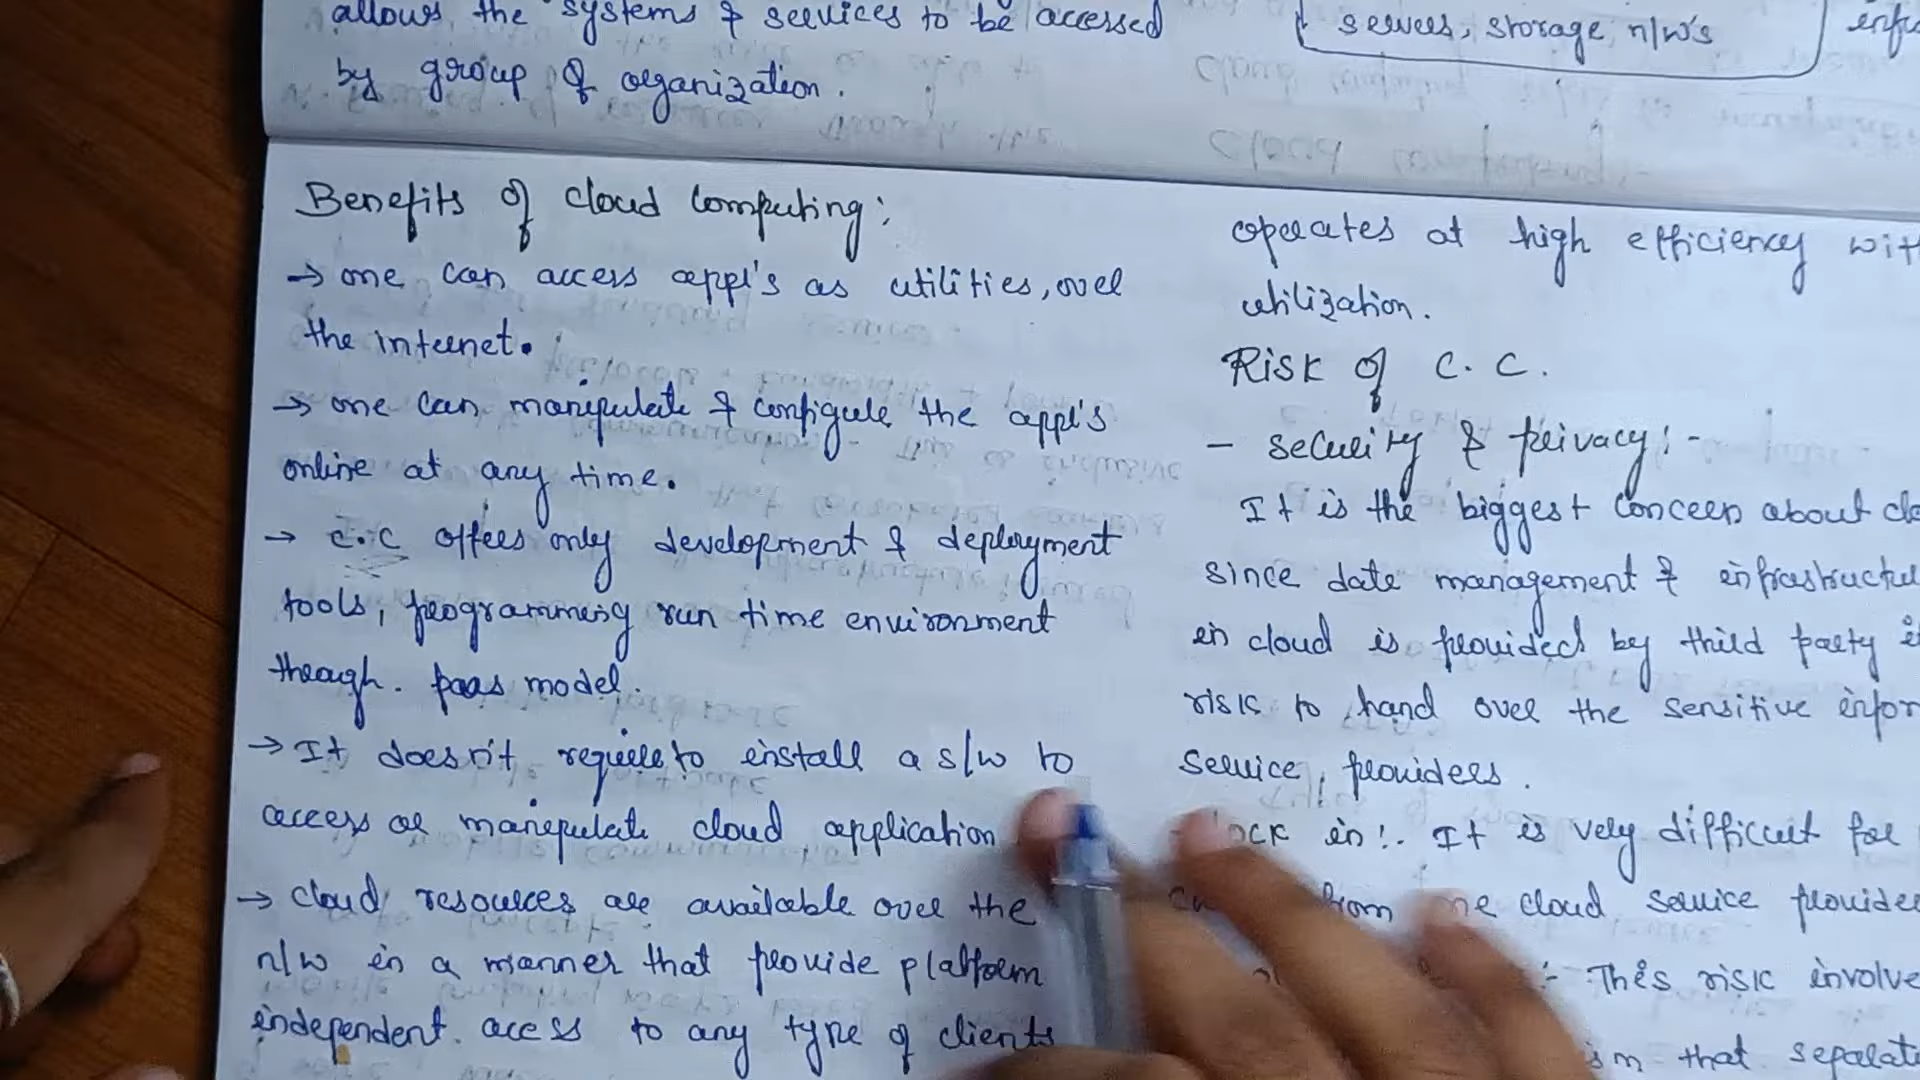 allows the systems & services to be accessed
by group of organization.
servers, storage, n/w's
Benefits of cloud computing:
→ one can access appl's as utilities, over
the internet.
→ one can manipulate & configure the appl's
online at any time.
→ C.C offers only development & deployment
tools, programming run time environment
through. paas model.
→ It doesn't require to install a s/w to
access or manipulate cloud application
→ cloud resources are available over the
n/w in a manner that provide platform
independent. access to any type of clients
operates at high efficiency with
utilization.
Risk of C. C.
- security & privacy:-
It is the biggest concern about
since date management &
in cloud is provided by third party
risk to hand over the sensitive
service, providers.
lock in:. It is very difficult for
from cloud service
:- This risk involve
that